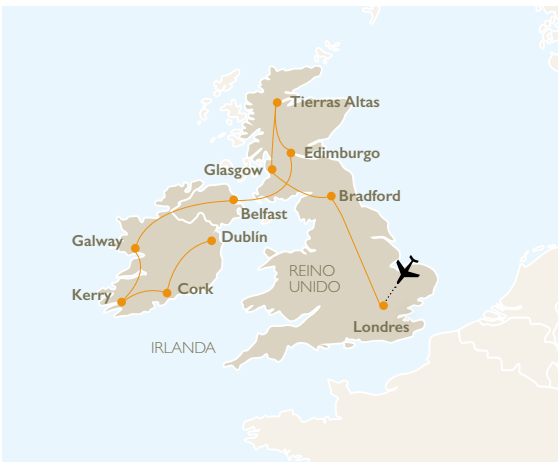 Tierras Altas
Edimburgo
Glasgow
Bradford
Belfast
Dublín
Galway
REINO
UNIDO
Kerry
Cork
Londres
IRLANDA